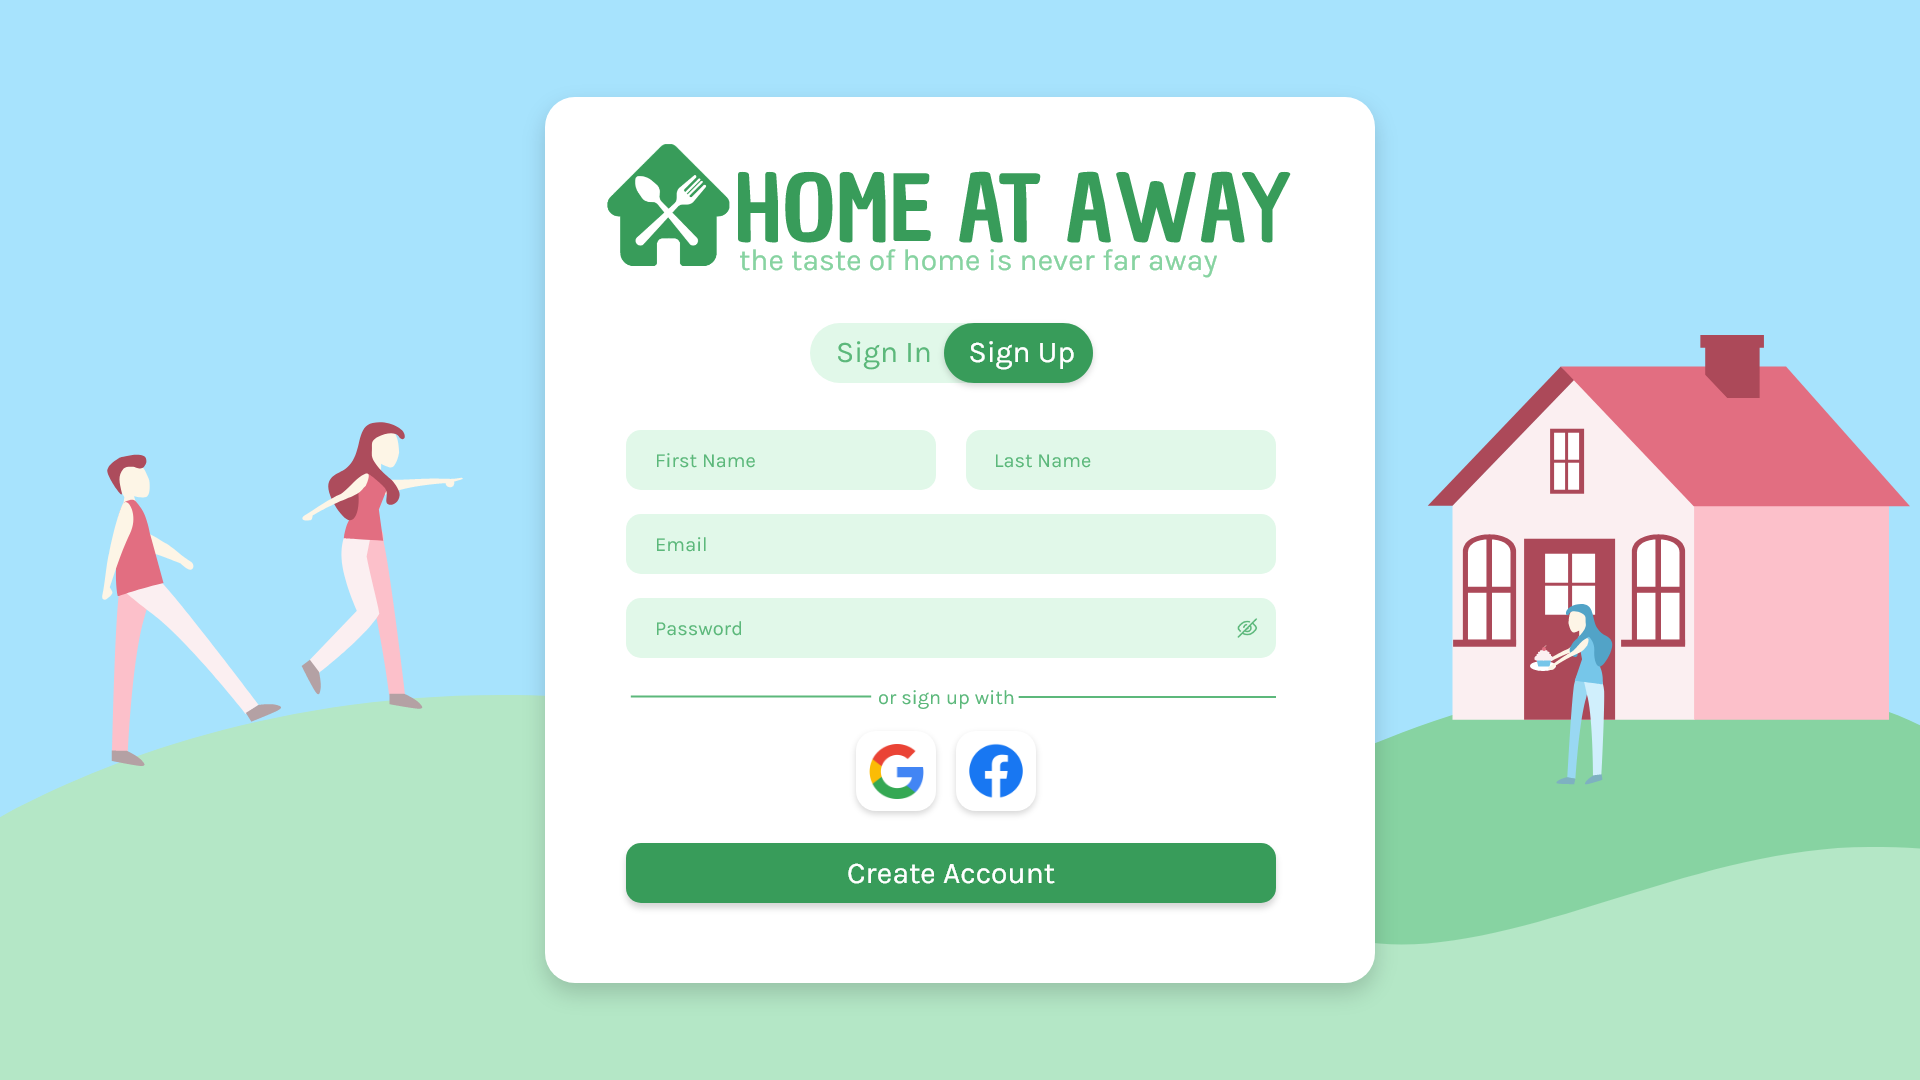 HOME AT AWAY
the taste of home is never far away
Sign In Sign Up
First Name Last Name
Email
Password
or sign up with
Create Account